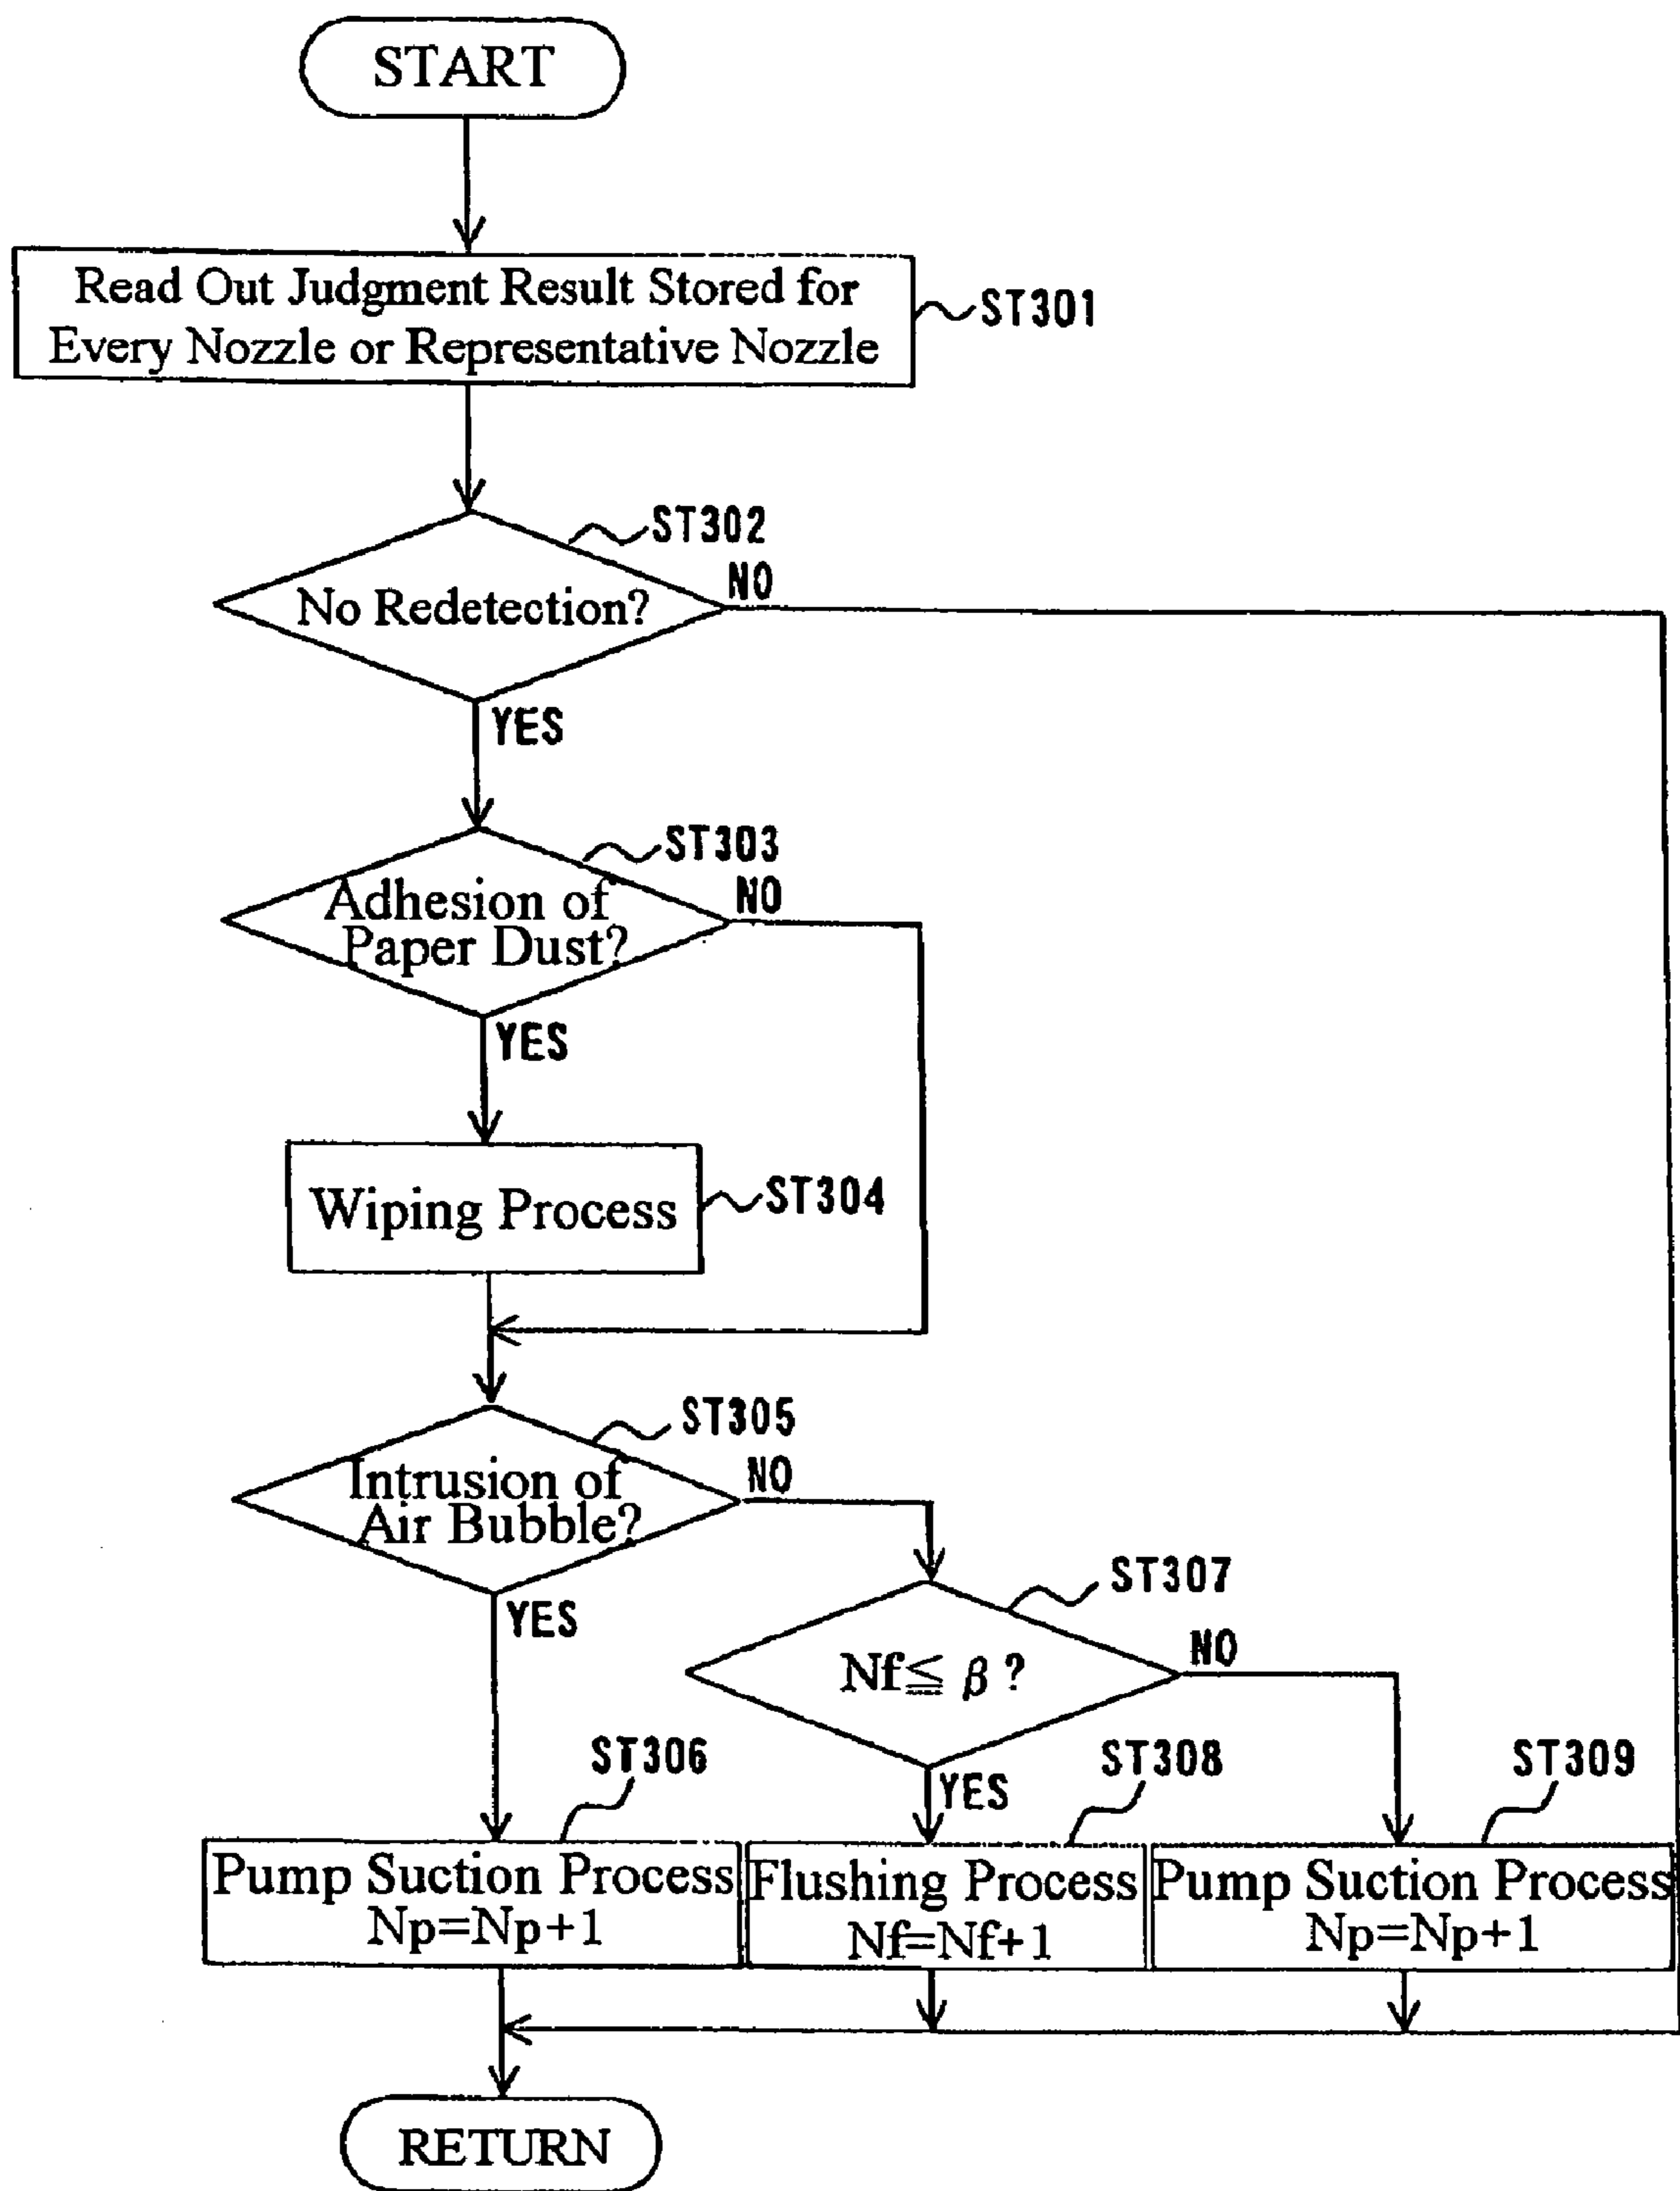 START
Read Out Judgment Result Stored for
Every Nozzle or Representative Nozzle
ST301
ST302
No Redetection?
NO
YES
ST303
Adhesion of
Paper Dust?
NO
YES
Wiping Process
ST304
ST305
Intrusion of
Air Bubble?
NO
YES
ST307
Nf≦ β ?
NO
YES
ST306
Pump Suction Process
Np=Np+1
ST308
Flushing Process
Nf=Nf+1
ST309
Pump Suction Process
Np=Np+1
RETURN